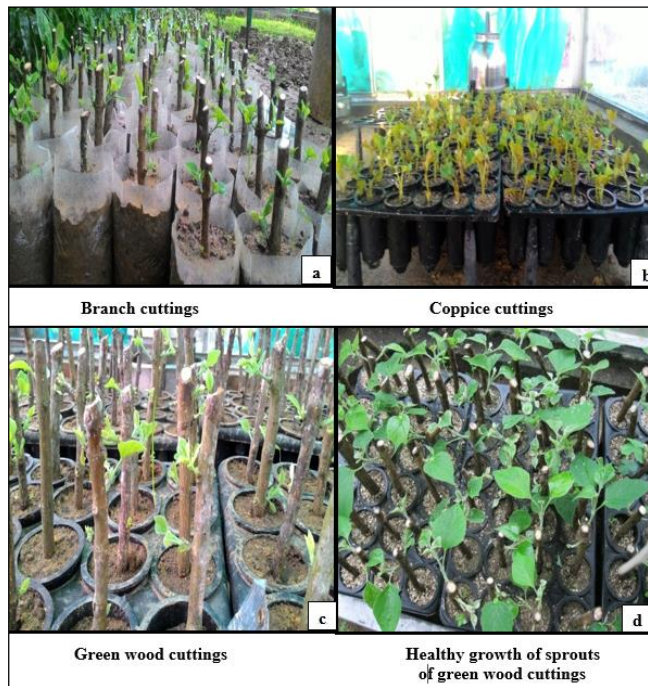 a
b
Branch cuttings
Coppice cuttings
c
d
Green wood cuttings
Healthy growth of sprouts
of green wood cuttings